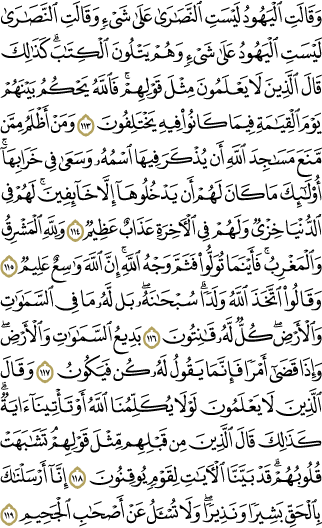 وَقَالَتِ ٱلْيَهُودُ لَيْسَتِ ٱلنَّصَـٰرَىٰ عَلَىٰ شَىْءٍ وَقَالَتِ ٱلنَّصَـٰرَىٰ
لَيْسَتِ ٱلْيَهُودُ عَلَىٰ شَىْءٍ وَهُمْ يَتْلُونَ ٱلْكِتَـٰبَ ۗ كَذَٰلِكَ
قَالَ ٱلَّذِينَ لَا يَعْلَمُونَ مِثْلَ قَوْلِهِمْ ۚ فَٱللَّهُ يَحْكُمُ بَيْنَهُمْ
يَوْمَ ٱلْقِيَـٰمَةِ فِيمَا كَانُوا۟ فِيهِ يَخْتَلِفُونَ ١١٣ وَمَنْ أَظْلَمُ مِمَّن
مَّنَعَ مَسَـٰجِدَ ٱللَّهِ أَن يُذْكَرَ فِيهَا ٱسْمُهُۥ وَسَعَىٰ فِى خَرَابِهَآ ۚ
أُو۟لَـٰٓئِكَ مَا كَانَ لَهُمْ أَن يَدْخُلُوهَآ إِلَّا خَآئِفِينَ ۚ لَهُمْ فِى
ٱلدُّنْيَا خِزْىٌ وَلَهُمْ فِى ٱلْـَٔاخِرَةِ عَذَابٌ عَظِيمٌ ١١٤ وَلِلَّهِ ٱلْمَشْرِقُ
وَٱلْمَغْرِبُ ۚ فَأَيْنَمَا تُوَلُّوا۟ فَثَمَّ وَجْهُ ٱللَّهِ ۚ إِنَّ ٱللَّهَ وَٰسِعٌ عَلِيمٌ ١١٥
وَقَالُوا۟ ٱتَّخَذَ ٱللَّهُ وَلَدًا ۗ سُبْحَـٰنَهُۥ ۖ بَل لَّهُۥ مَا فِى ٱلسَّمَـٰوَٰتِ
وَٱلْأَرْضِ ۖ كُلٌّ لَّهُۥ قَـٰنِتُونَ ١١٦ بَدِيعُ ٱلسَّمَـٰوَٰتِ وَٱلْأَرْضِ ۖ
وَإِذَا قَضَىٰٓ أَمْرًا فَإِنَّمَا يَقُولُ لَهُۥ كُن فَيَكُونُ ١١٧ وَقَالَ
ٱلَّذِينَ لَا يَعْلَمُونَ لَوْلَا يُكَلِّمُنَا ٱللَّهُ أَوْ تَأْتِينَآ ءَايَةٌ ۗ
كَذَٰلِكَ قَالَ ٱلَّذِينَ مِن قَبْلِهِم مِّثْلَ قَوْلِهِمْ ۘ تَشَـٰبَهَتْ
قُلُوبُهُمْ ۗ قَدْ بَيَّنَّا ٱلْـَٔايَـٰتِ لِقَوْمٍ يُوقِنُونَ ١١٨ إِنَّآ أَرْسَلْنَـٰكَ
بِٱلْحَقِّ بَشِيرًا وَنَذِيرًا ۖ وَلَا تُسْـَٔلُ عَنْ أَصْحَـٰبِ ٱلْجَحِيمِ ١١٩